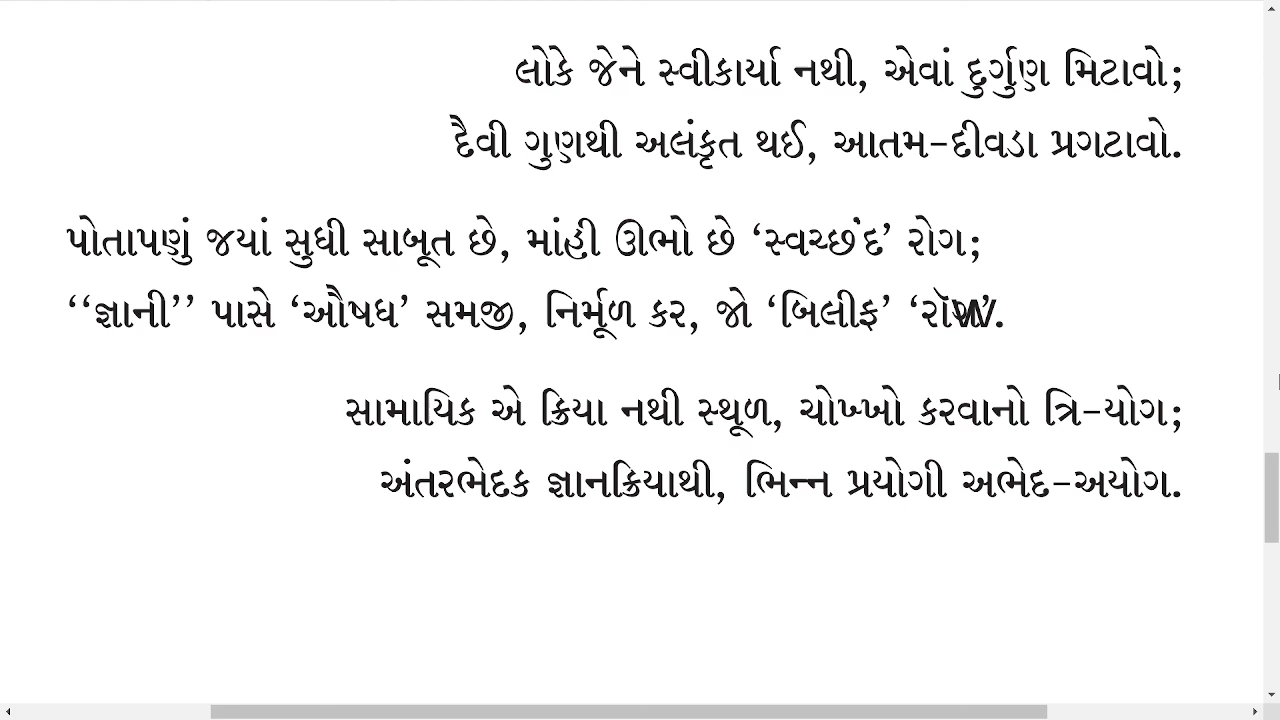 લોકે જેને સ્વીકાર્યા નથી, એવાં દુર્ગુણ મિટાવો;
દૈવી ગુણથી અલંકૃત થઈ, આતમ-દીવડા પ્રગટાવો.
પોતાપણું જયાં સુધી સાબૂત છે, માંહી ઊભો છે ‘સ્વચ્છંદ’ રોગ;
‘‘જ્ઞાની’’ પાસે ‘ઔષધ’ સમજી, નિર્મૂળ કર, જો ‘બિલીફ’
સામાયિક એ ક્રિયા નથી સ્થૂળ, ચોખ્ખો કરવાનો ત્રિ-યોગ;
અંતરભેદક જ્ઞાનક્રિયાથી, ભિન્ન પ્રયોગી અભેદ-અયોગ.